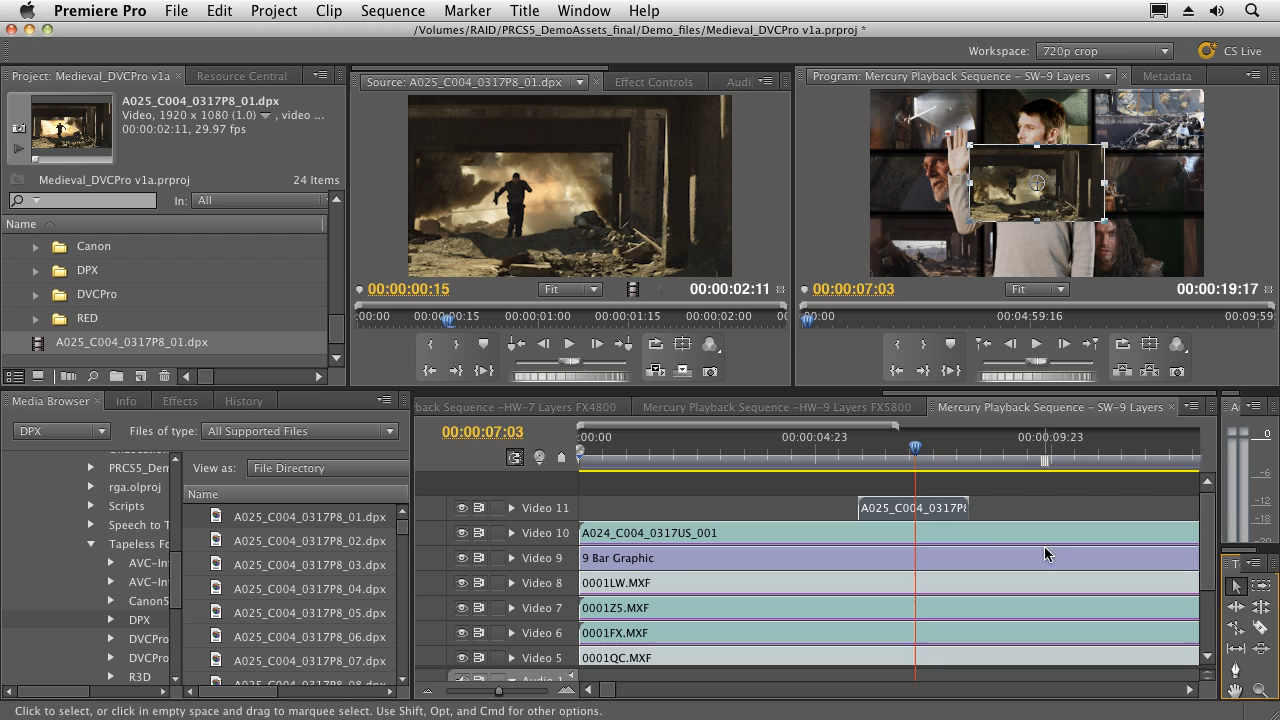 Premiere Pro File Edit Project Clip Sequence Marker Title Window Help
/Volumes/RAID/PRCS5_DemoAssets_final/Demo_files/Medieval_DVCPro v1a.prproj *
Workspace: 720p crop CS Live
Project: Medieval_DVCPro v1a Resource Central
A025_C004_0317P8_01.dpx
Video, 1920 x 1080 (1.0) , video ...
00:00:02:11, 29.97 fps
Medieval_DVCPro v1a.prproj 24 Items
In: All
Name
Canon
DPX
DVCPro
RED
A025_C004_0317P8_01.dpx
Source: A025_C004_0317P8_01.dpx Effect Controls Audi
00:00:00:15 Fit 00:00:02:11
:00:00 00:00:00:15 00:00:01:00 00:00:01:15 00:00:02:00
Program: Mercury Playback Sequence - SW-9 Layers Metadata
00:00:07:03 Fit 00:00:19:17
:00:00 00:04:59:16 00:09:59
Media Browser Info Effects History
DPX Files of type: All Supported Files
View as: File Directory
PRCS5_Dem
rga.olproj
Scripts
Speech to T
Tapeless Fo
AVC-In
AVC-In
Canon5
DPX
DVCPro
DVCPro
R3D
Name
A025_C004_0317P8_01.dpx
A025_C004_0317P8_02.dpx
A025_C004_0317P8_03.dpx
A025_C004_0317P8_04.dpx
A025_C004_0317P8_05.dpx
A025_C004_0317P8_06.dpx
A025_C004_0317P8_07.dpx
back Sequence -HW-7 Layers FX4800 Mercury Playback Sequence -HW-9 Layers FX5800 Mercury Playback Sequence - SW-9 Layers
00:00:07:03
:00:00 00:00:04:23 00:00:09:23
Video 11 A025_C004_0317P8
Video 10 A024_C004_0317US_001
Video 9 9 Bar Graphic
Video 8 0001LW.MXF
Video 7 0001Z5.MXF
Video 6 0001FX.MXF
Video 5 0001QC.MXF
A
0
-6
-12
-20
T
Click to select, or click in empty space and drag to marquee select. Use Shift, Opt, and Cmd for other options.